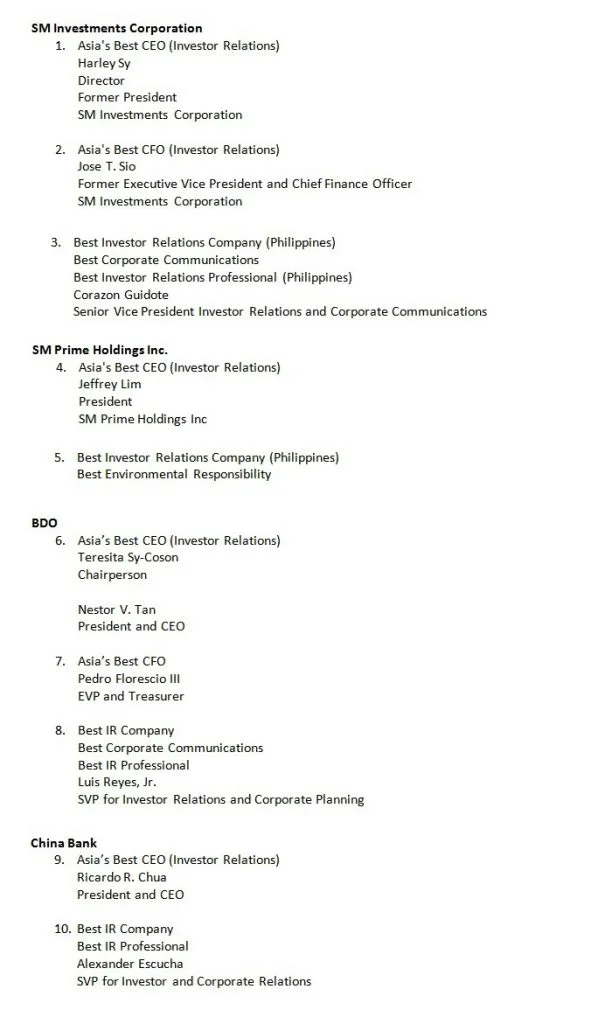 SM Investments Corporation
1. Asia's Best CEO (Investor Relations)
Harley Sy
Director
Former President
SM Investments Corporation
2. Asia's Best CFO (Investor Relations)
Jose T. Sio
Former Executive Vice President and Chief Finance Officer
SM Investments Corporation
3. Best Investor Relations Company (Philippines)
Best Corporate Communications
Best Investor Relations Professional (Philippines)
Corazon Guidote
Senior Vice President Investor Relations and Corporate Communications
SM Prime Holdings Inc.
4. Asia's Best CEO (Investor Relations)
Jeffrey Lim
President
SM Prime Holdings Inc
5. Best Investor Relations Company (Philippines)
Best Environmental Responsibility
BDO
6. Asia’s Best CEO (Investor Relations)
Teresita Sy-Coson
Chairperson
Nestor V. Tan
President and CEO
7. Asia’s Best CFO
Pedro Florescio III
EVP and Treasurer
8. Best IR Company
Best Corporate Communications
Best IR Professional
Luis Reyes, Jr.
SVP for Investor Relations and Corporate Planning
China Bank
9. Asia’s Best CEO (Investor Relations)
Ricardo R. Chua
President and CEO
10. Best IR Company
Best IR Professional
Alexander Escucha
SVP for Investor and Corporate Relations